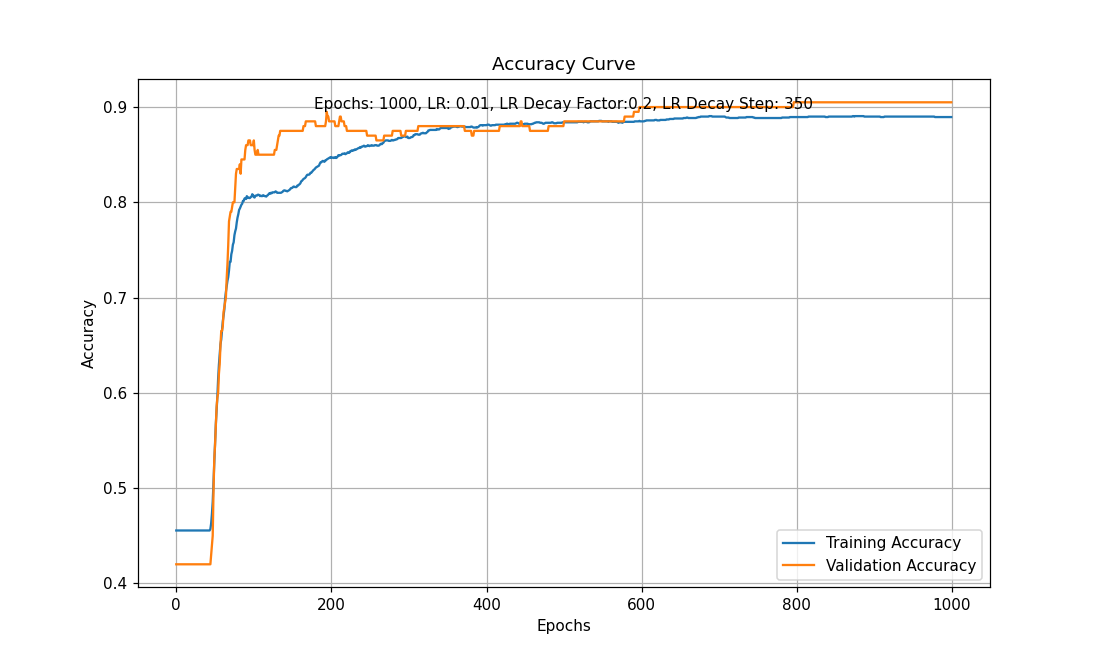 Accuracy Curve
Epochs: 1000, LR: 0.01, LR Decay Factor:0.2, LR Decay Step: 350
0.9
0.8
0.7
0.6
0.5
0.4
Accuracy
Training Accuracy
Validation Accuracy
0 200 400 600 800 1000
Epochs